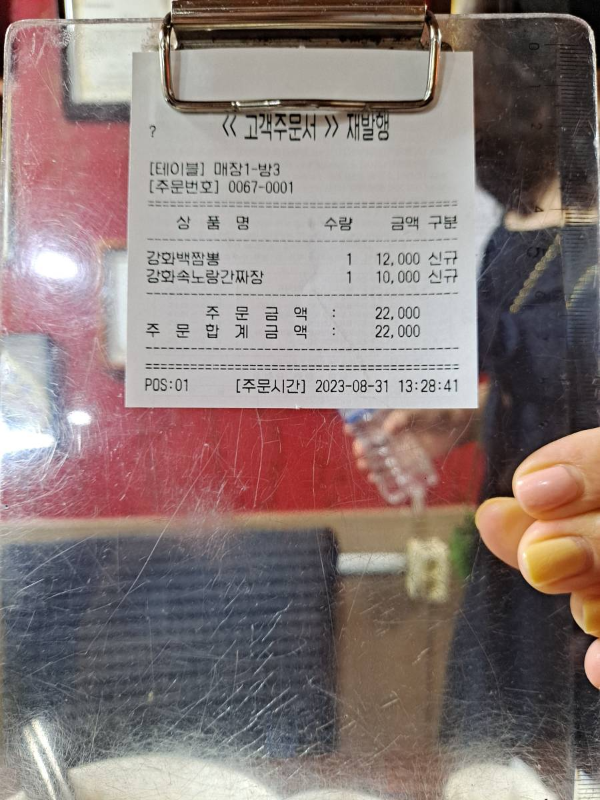 ? << 고객주문서 >> 재발행
[테이블] 매장1-방3
[주문번호] 0067-0001
상 품 명 수량 금액 구분
강화백짬뽕 1 12,000 신규
강화속노랑간짜장 1 10,000 신규
주 문 금 액 : 22,000
주 문 합 계 금 액 : 22,000
POS:01 [주문시간] 2023-08-31 13:28:41